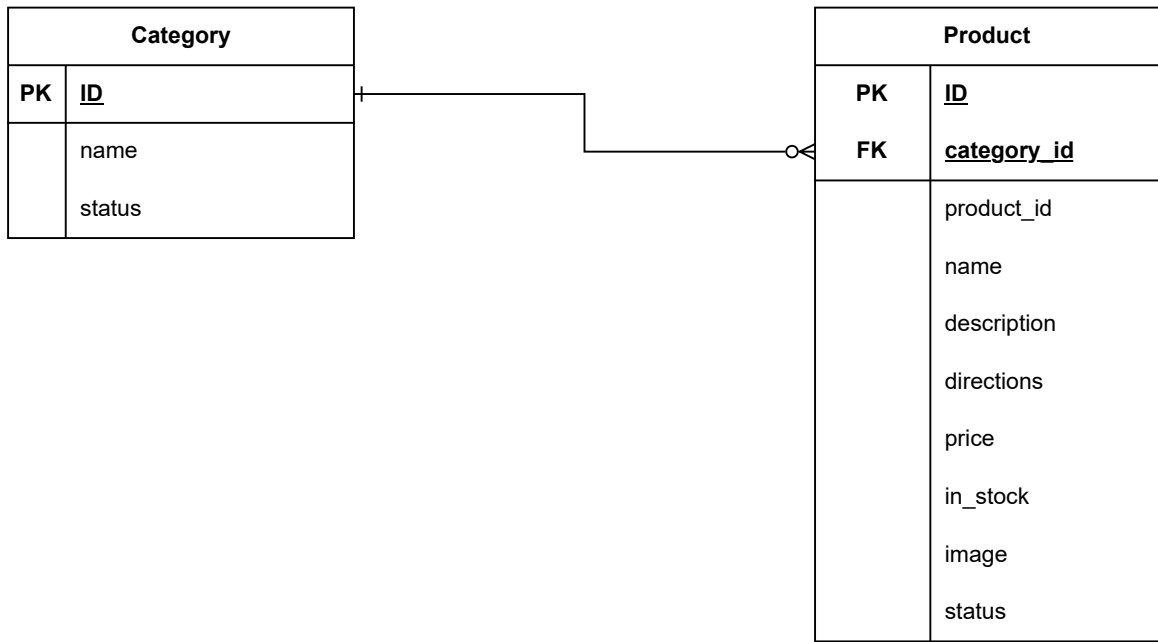 Category
PK ID
name
status
Product
PK ID
FK category_id
product_id
name
description
directions
price
in_stock
image
status